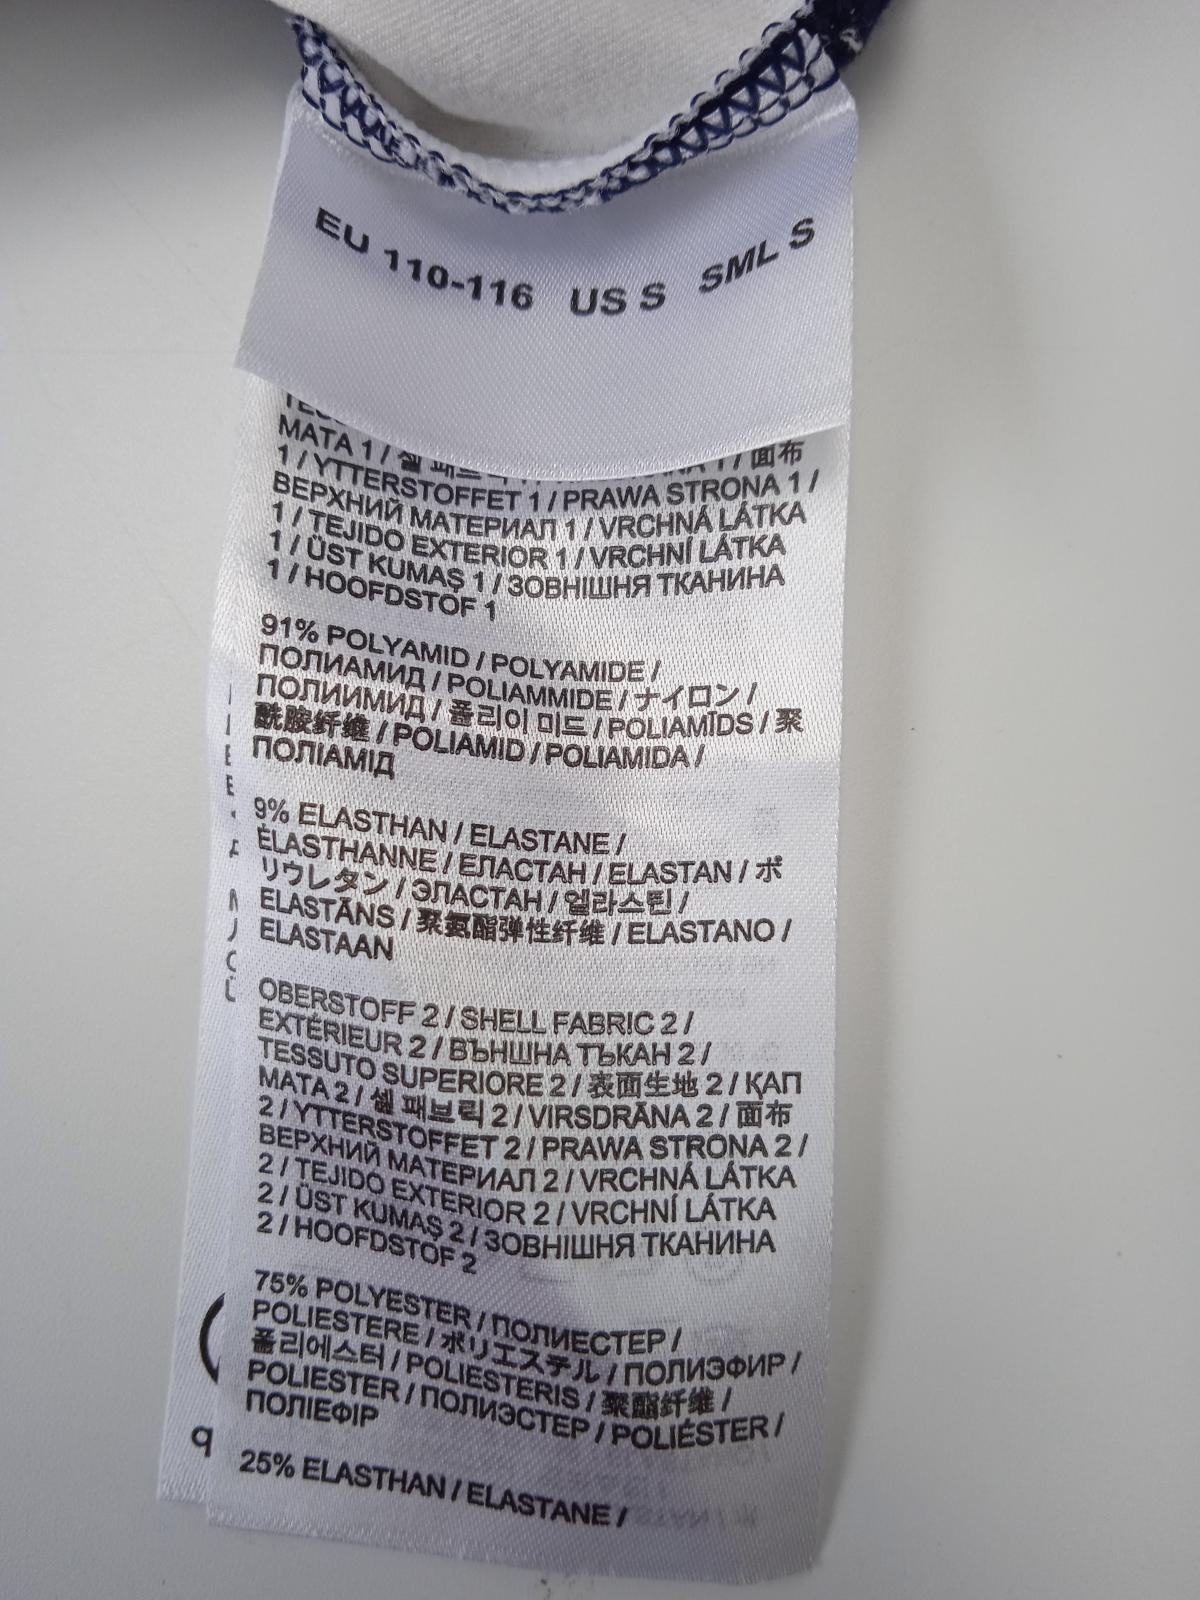 EU 110-116 US S SML S
MATA 1 / 셸 패브릭 / 面布
1 / YTTERSTOFFET 1 / PRAWA STRONA 1 /
ВЕРХНИЙ МАТЕРИАЛ 1 / VRCHNÁ LÁTKA
1 / TEJIDO EXTERIOR 1 / VRCHNÍ LÁTKA
1 / ÜST KUMAŞ 1 / ЗОВНІШНЯ ТКАНИНА
1 / HOOFDSTOF 1
91% POLYAMID / POLYAMIDE /
ПОЛИАМИД / POLIAMMIDE / ナイロン /
ПОЛИИМИД / 폴리이 미드 / POLIAMĪDS / 聚
酰胺纤维 / POLIAMID / POLIAMIDA /
ПОЛІАМІД
9% ELASTHAN / ELASTANE /
ÉLASTHANNE / ЕЛАСТАН / ELASTAN / ポ
リウレタン / ЭЛАСТАН / 엘라스틴 /
ELASTĀNS / 聚氨酯弹性纤维 / ELASTANO /
ELASTAAN
OBERSTOFF 2 / SHELL FABRIC 2 /
EXTÉRIEUR 2 / ВЪНШНА ТЪКАН 2 /
TESSUTO SUPERIORE 2 / 表面生地 2 / ҚАП
МАТА 2 / 셸 패브릭 2 / VIRSDRĀNA 2 / 面布
2 / YTTERSTOFFET 2 / PRAWA STRONA 2 /
ВЕРХНИЙ МАТЕРИАЛ 2 / VRCHNÁ LÁTKA
2 / TEJIDO EXTERIOR 2 / VRCHNÍ LÁTKA
2 / ÜST KUMAŞ 2 / ЗОВНІШНЯ ТКАНИНА
2 / HOOFDSTOF 2
75% POLYESTER / ПОЛИЕСТЕР /
POLIESTERE / ポリエステル / ПОЛИЭФИР /
폴리에스터 / POLIESTERIS / 聚酯纤维 /
POLIESTER / ПОЛИЭСТЕР / POLIÉSTER /
ПОЛІЕФІР
25% ELASTHAN / ELASTANE /